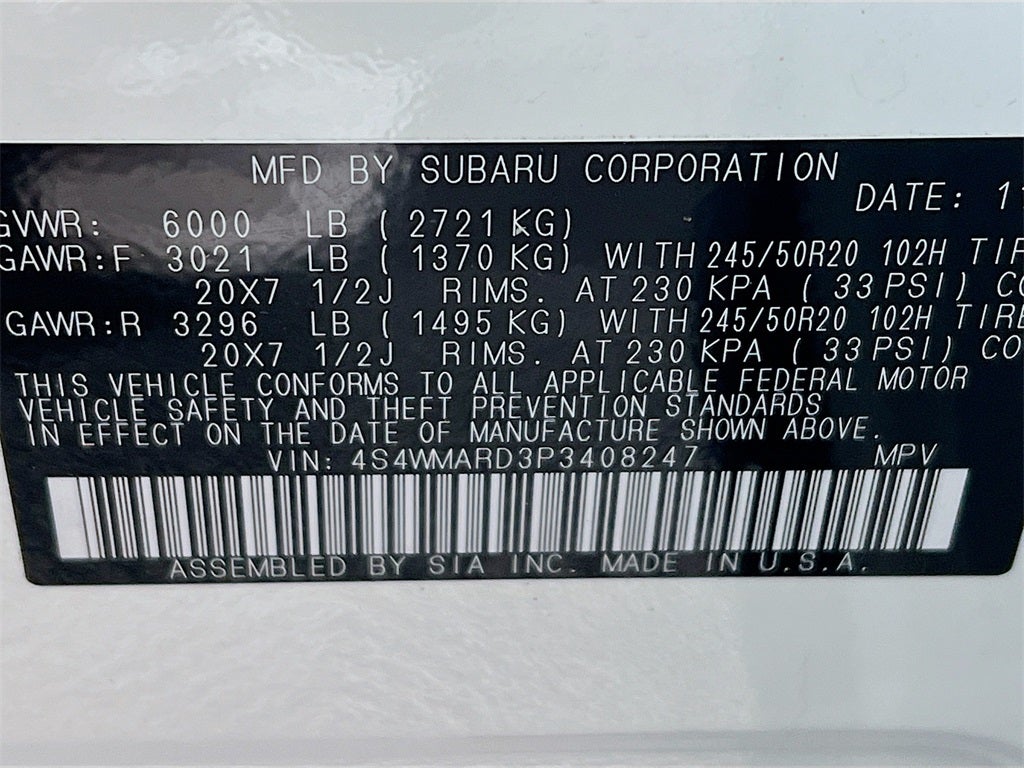 MFD BY SUBARU CORPORATION
DATE: 11
GVWR: 6000 LB ( 2721 KG)
GAWR:F 3021 LB ( 1370 KG) WITH 245/50R20 102H TIR
20X7 1/2J RIMS. AT 230 KPA ( 33 PSI) CO
GAWR:R 3296 LB ( 1495 KG) WITH 245/50R20 102H TIRE
20X7 1/2J RIMS. AT 230 KPA ( 33 PSI) CO
THIS VEHICLE CONFORMS TO ALL APPLICABLE FEDERAL MOTOR
VEHICLE SAFETY AND THEFT PREVENTION STANDARDS
IN EFFECT ON THE DATE OF MANUFACTURE SHOWN ABOVE.
VIN: 4S4WMARD3P3408247 MPV
ASSEMBLED BY SIA INC. MADE IN U.S.A.